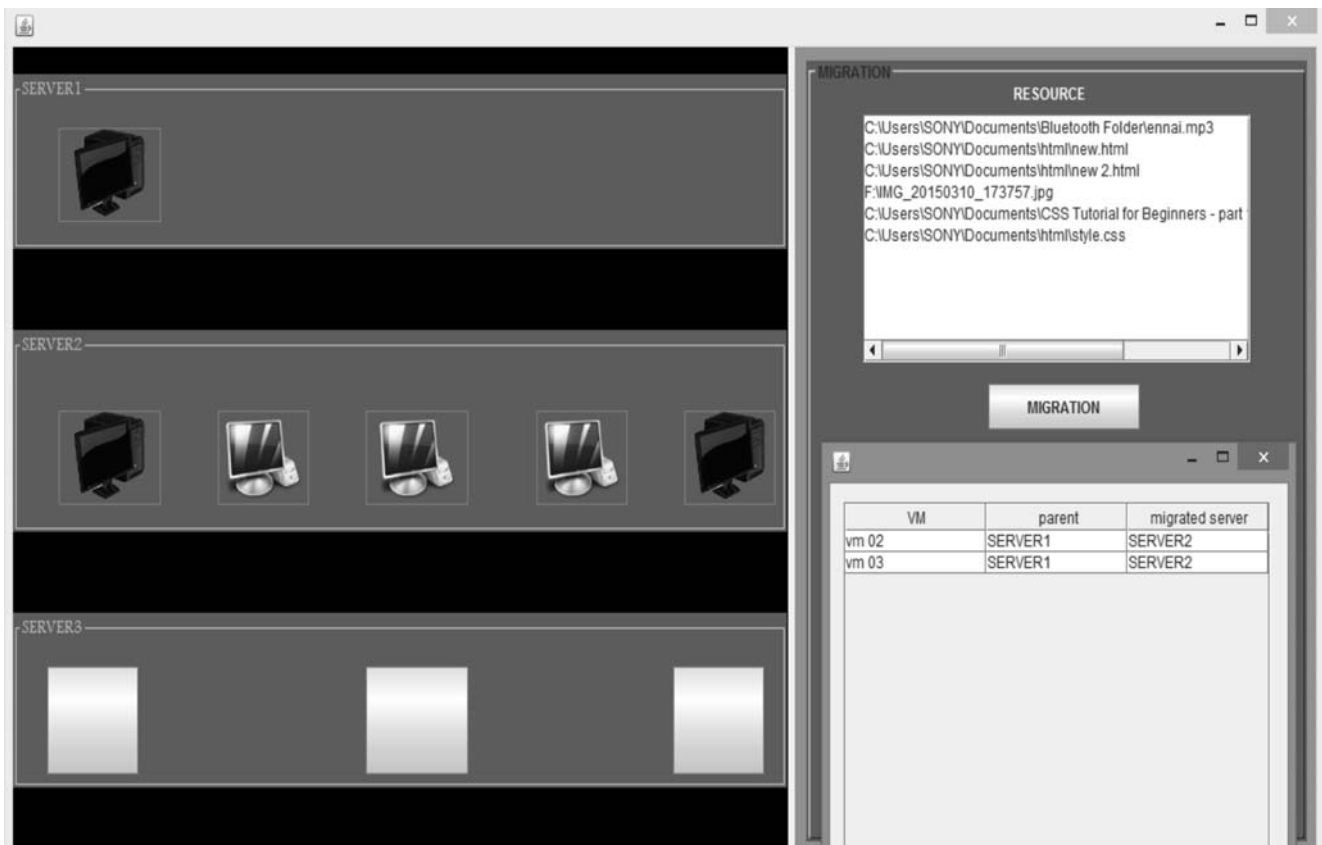 SERVER1
SERVER2
SERVER3
MIGRATION
RESOURCE
C:\Users\SONY\Documents\Bluetooth Folder\ennai.mp3
C:\Users\SONY\Documents\html\new.html
C:\Users\SONY\Documents\html\new 2.html
F:\IMG_20150310_173757.jpg
C:\Users\SONY\Documents\CSS Tutorial for Beginners - part
C:\Users\SONY\Documents\html\style.css
MIGRATION
VM parent migrated server
vm 02 SERVER1 SERVER2
vm 03 SERVER1 SERVER2